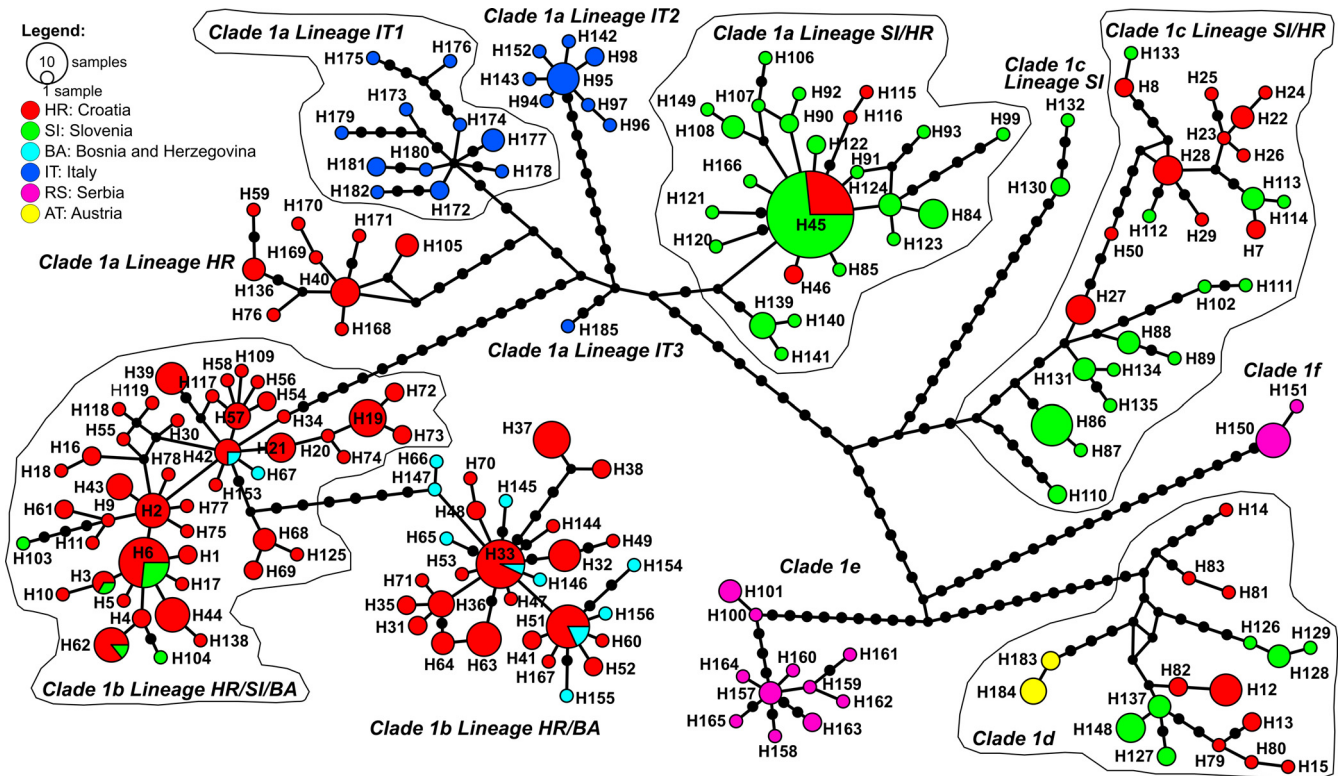 Legend:
10 samples
1 sample
HR: Croatia
SI: Slovenia
BA: Bosnia and Herzegovina
IT: Italy
RS: Serbia
AT: Austria
Clade 1a Lineage IT1
H175
H176
H173
H174
H179
H177
H180
H181
H178
H182
H172
Clade 1a Lineage IT2
H142
H152
H98
H143
H95
H94
H97
H96
Clade 1a Lineage SI/HR
H106
H107
H92
H115
H149
H90
H116
H108
H122
H93
H99
H91
H166
H124
H121
H45
H84
H120
H123
H85
H46
H139
H140
H141
Clade 1c
Lineage SI
H132
H130
Clade 1c Lineage SI/HR
H133
H8
H25
H24
H22
H23
H28
H26
H113
H114
H112
H29
H7
H50
H27
H102
H111
H88
H89
H131
H134
H135
H86
H87
H110
Clade 1a Lineage HR
H59
H170
H171
H105
H169
H40
H136
H76
H168
H185
Clade 1a Lineage IT3
Clade 1f
H151
H150
H39
H117
H58
H109
H56
H54
H119
H118
H57
H72
H34
H19
H55
H30
H21
H73
H16
H42
H20
H74
H18
H78
H67
H43
H153
H61
H9
H2
H77
H75
H103
H11
H68
H6
H1
H125
H3
H17
H69
H10
H5
H4
H44
H62
H138
H104
Clade 1b Lineage HR/SI/BA
H37
H66
H38
H70
H147
H145
H48
H144
H65
H49
H53
H33
H32
H154
H71
H146
H35
H36
H47
H156
H31
H51
H60
H64
H63
H41
H52
H167
H155
Clade 1b Lineage HR/BA
Clade 1e
H101
H100
H160
H161
H164
H159
H157
H162
H165
H163
H158
H14
H83
H81
H126
H129
H183
H128
H82
H184
H12
H137
H148
H13
Clade 1d
H127
H79
H80
H15